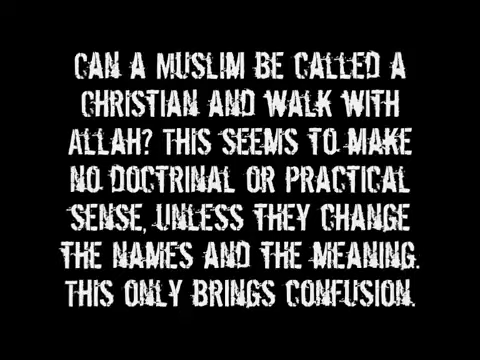 CAN A MUSLIM BE CALLED A
CHRISTIAN AND WALK WITH
ALLAH? THIS SEEMS TO MAKE
NO DOCTRINAL OR PRACTICAL
SENSE, UNLESS THEY CHANGE
THE NAMES AND THE MEANING.
THIS ONLY BRINGS CONFUSION.